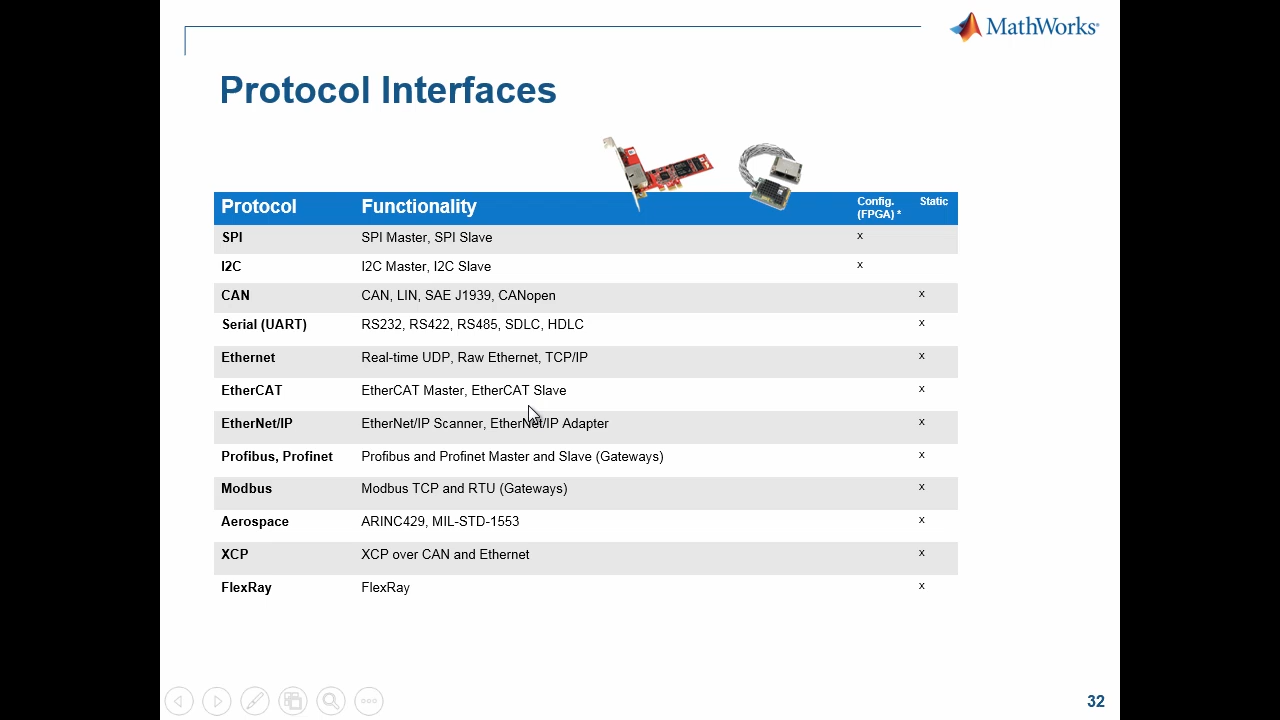 MathWorks®
Protocol Interfaces
Protocol Functionality Config. (FPGA) * Static
SPI SPI Master, SPI Slave x
I2C I2C Master, I2C Slave x
CAN CAN, LIN, SAE J1939, CANopen x
Serial (UART) RS232, RS422, RS485, SDLC, HDLC x
Ethernet Real-time UDP, Raw Ethernet, TCP/IP x
EtherCAT EtherCAT Master, EtherCAT Slave x
EtherNet/IP EtherNet/IP Scanner, EtherNet/IP Adapter x
Profibus, Profinet Profibus and Profinet Master and Slave (Gateways) x
Modbus Modbus TCP and RTU (Gateways) x
Aerospace ARINC429, MIL-STD-1553 x
XCP XCP over CAN and Ethernet x
FlexRay FlexRay x
32